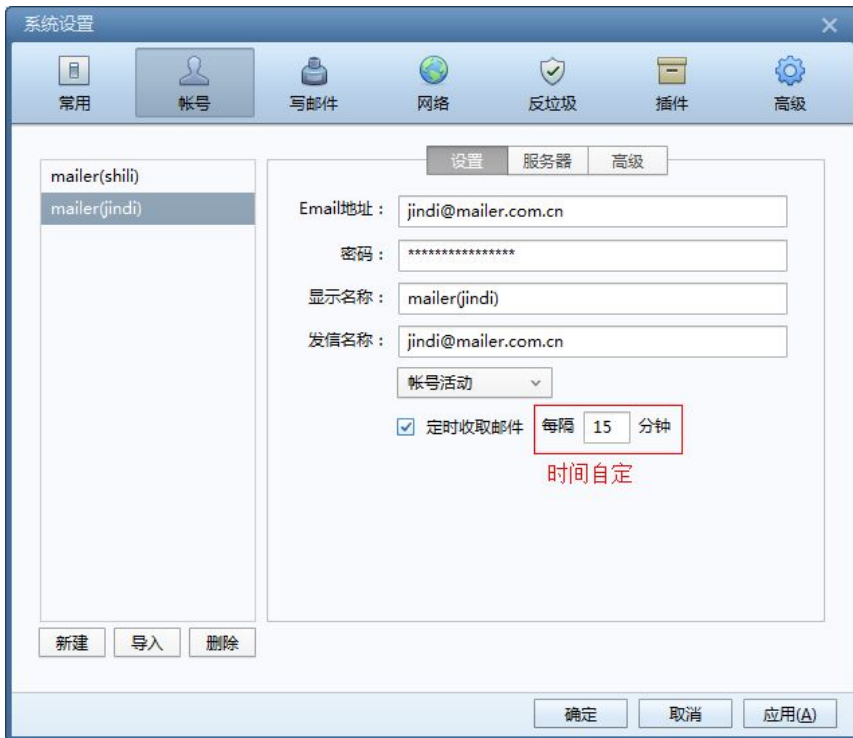 系统设置
常用 帐号 写邮件 网络 反垃圾 插件 高级
mailer(shili)
mailer(jindi)
设置 服务器 高级
Email地址： jindi@mailer.com.cn
密码： ****************
显示名称： mailer(jindi)
发信名称： jindi@mailer.com.cn
帐号活动
定时收取邮件 每隔 15 分钟
时间自定
新建 导入 删除
确定 取消 应用(A)